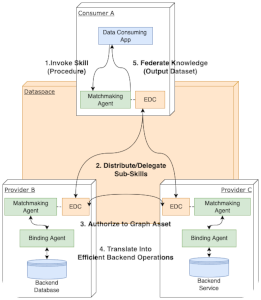 Consumer A
Data Consuming
App
1.Invoke Skill
(Procedure)
5. Federate Knowledge
(Output Dataset)
Matchmaking
Agent
EDC
Dataspace
2. Distribute/Delegate
Sub-Skills
Provider B
Provider C
Matchmaking
Agent
EDC
EDC
Matchmaking
Agent
3. Authorize to Graph Asset
Binding Agent
Binding Agent
4. Translate Into
Efficient Backend Operations
Backend
Database
Backend
Service